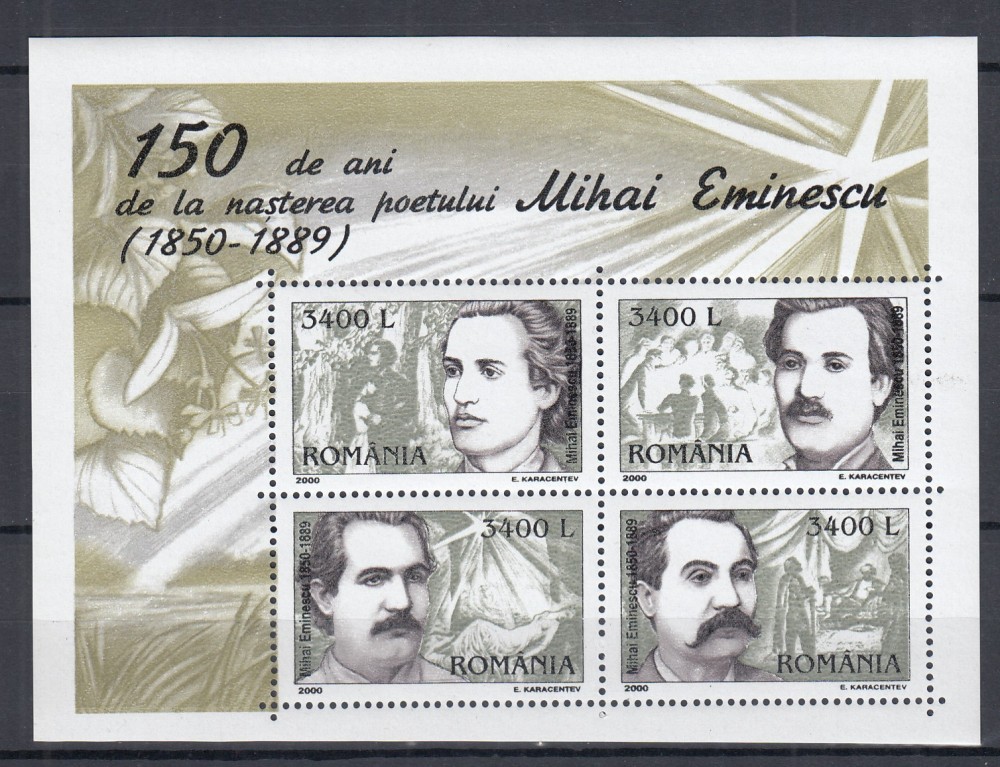 150 de ani
de la nașterea poetului Mihai Eminescu
(1850-1889)
3400 L
Mihai Eminescu 1850-1889
ROMÂNIA
2000
E. KARACENȚEV
3400 L
Mihai Eminescu 1850-1889
ROMÂNIA
2000
E. KARACENȚEV
3400 L
Mihai Eminescu 1850-1889
ROMÂNIA
2000
E. KARACENTEV
3400 L
Mihai Eminescu 1850-1889
ROMÂNIA
2000
E. KARACENTEV